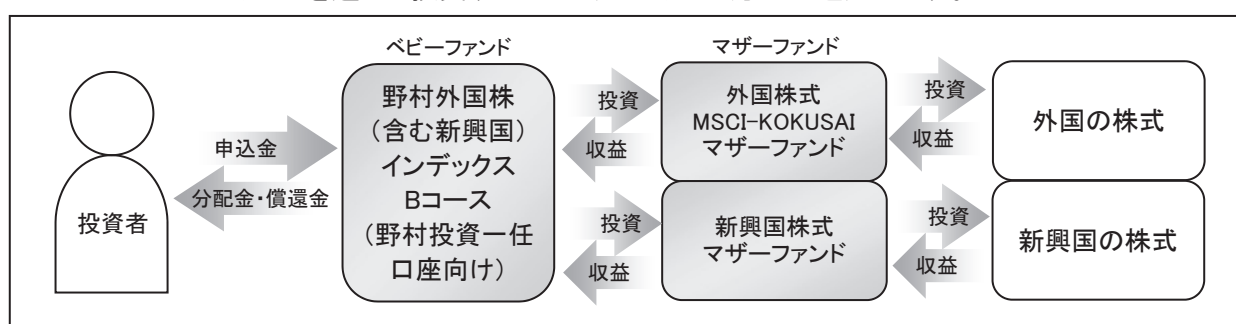 ベビーファンド
マザーファンド
投資者
申込金
分配金・償還金
野村外国株
(含む新興国)
インデックス
Bコース
(野村投資一任
口座向け)
投資
収益
投資
収益
外国株式
MSCI-KOKUSAI
マザーファンド
新興国株式
マザーファンド
投資
収益
投資
収益
外国の株式
新興国の株式